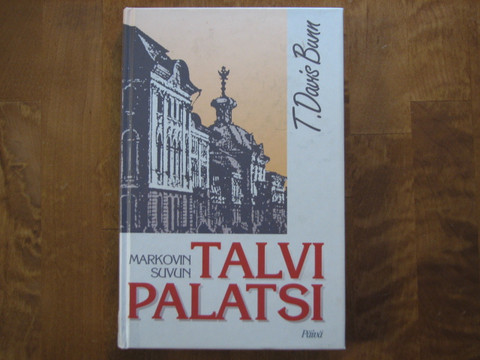 T. Davis Bunn
MARKOVIN
SUVUN
TALVI
PALATSI
Päivä